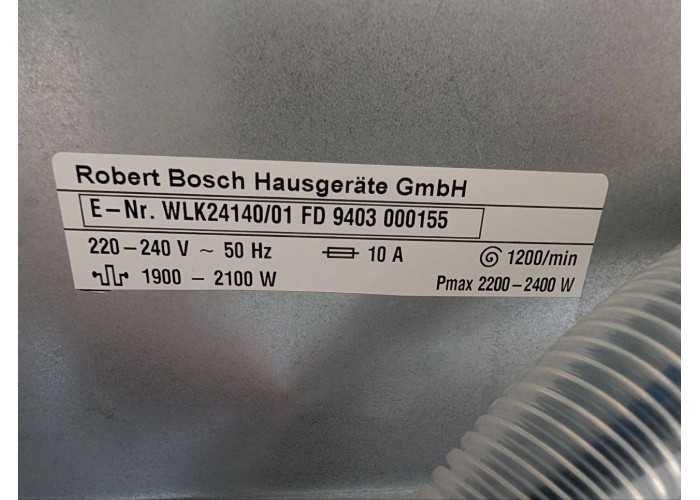 Robert Bosch Hausgeräte GmbH
E-Nr. WLK24140/01 FD 9403 000155
220-240 V ~ 50 Hz 10 A 1200/min
1900 - 2100 W Pmax 2200-2400 W